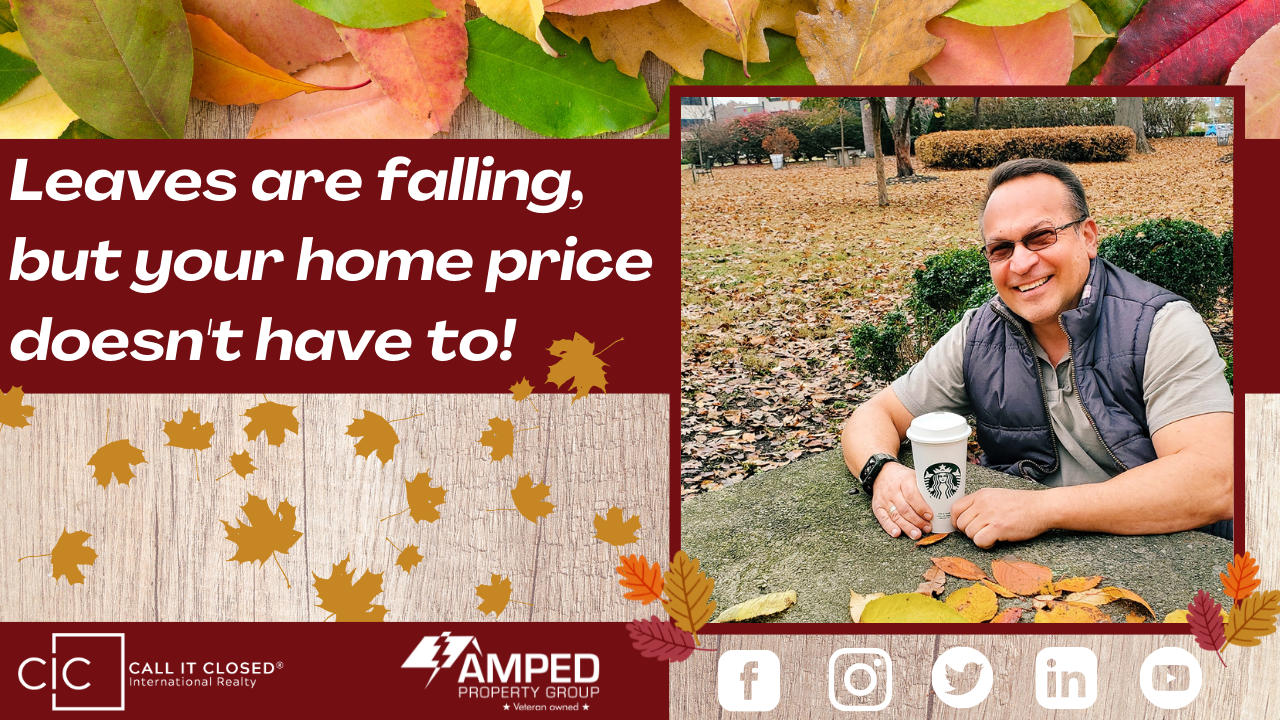 Leaves are falling,
but your home price
doesn't have to!
CIC
CALL IT CLOSED®
International Realty
AMPED
PROPERTY GROUP
★ Veteran owned ★